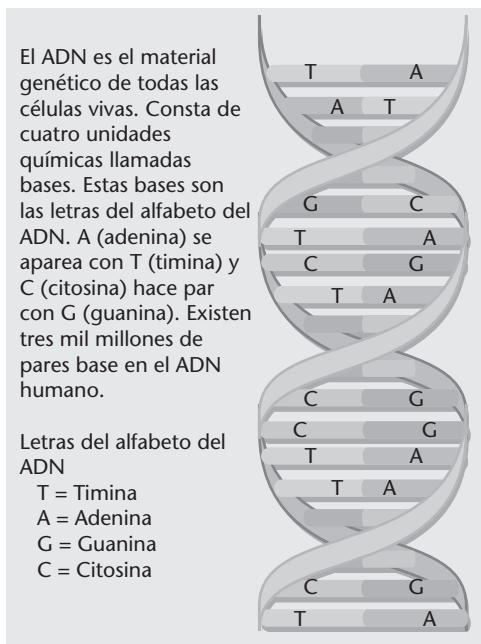 El ADN es el material
genético de todas las
células vivas. Consta de
cuatro unidades
químicas llamadas
bases. Estas bases son
las letras del alfabeto del
ADN. A (adenina) se
aparea con T (timina) y
C (citosina) hace par
con G (guanina). Existen
tres mil millones de
pares base en el ADN
humano.
Letras del alfabeto del
ADN
T = Timina
A = Adenina
G = Guanina
C = Citosina
T A
A T
G C
T A
C G
T A
C G
C G
T A
T A
C G
T A